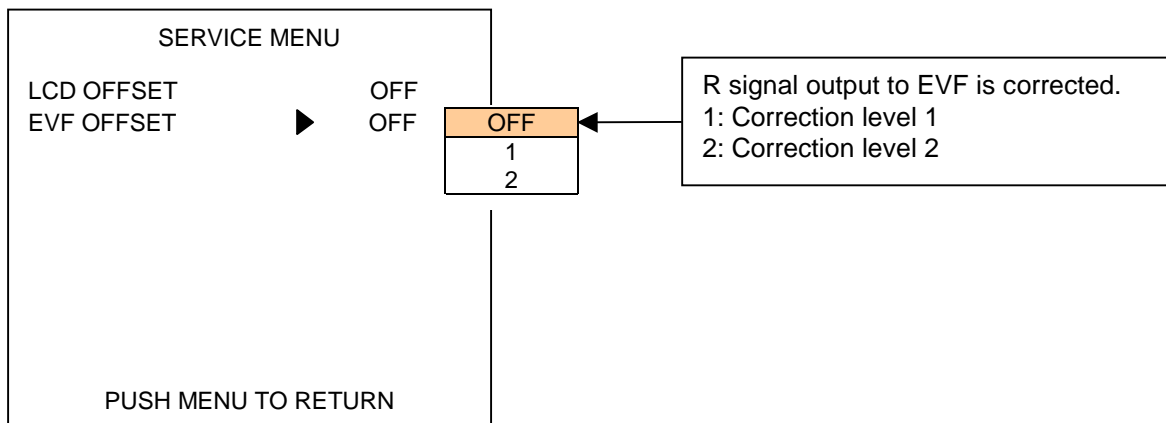 SERVICE MENU
LCD OFFSET OFF
EVF OFFSET ▶ OFF
OFF
1
2
PUSH MENU TO RETURN
R signal output to EVF is corrected.
1: Correction level 1
2: Correction level 2